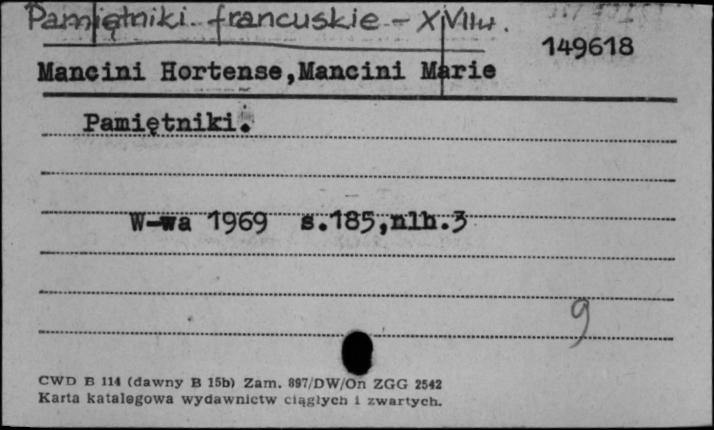 Pamiętniki francuskie - XVIIw.
149618
Mancini Hortense,Mancini Marie
Pamiętniki.
W-wa 1969 s.185,nlb.3
9
CWD B 114 (dawny B 15b) Zam. 897/DW/On ZGG 2542
Karta katalogowa wydawnictw ciągłych i zwartych.